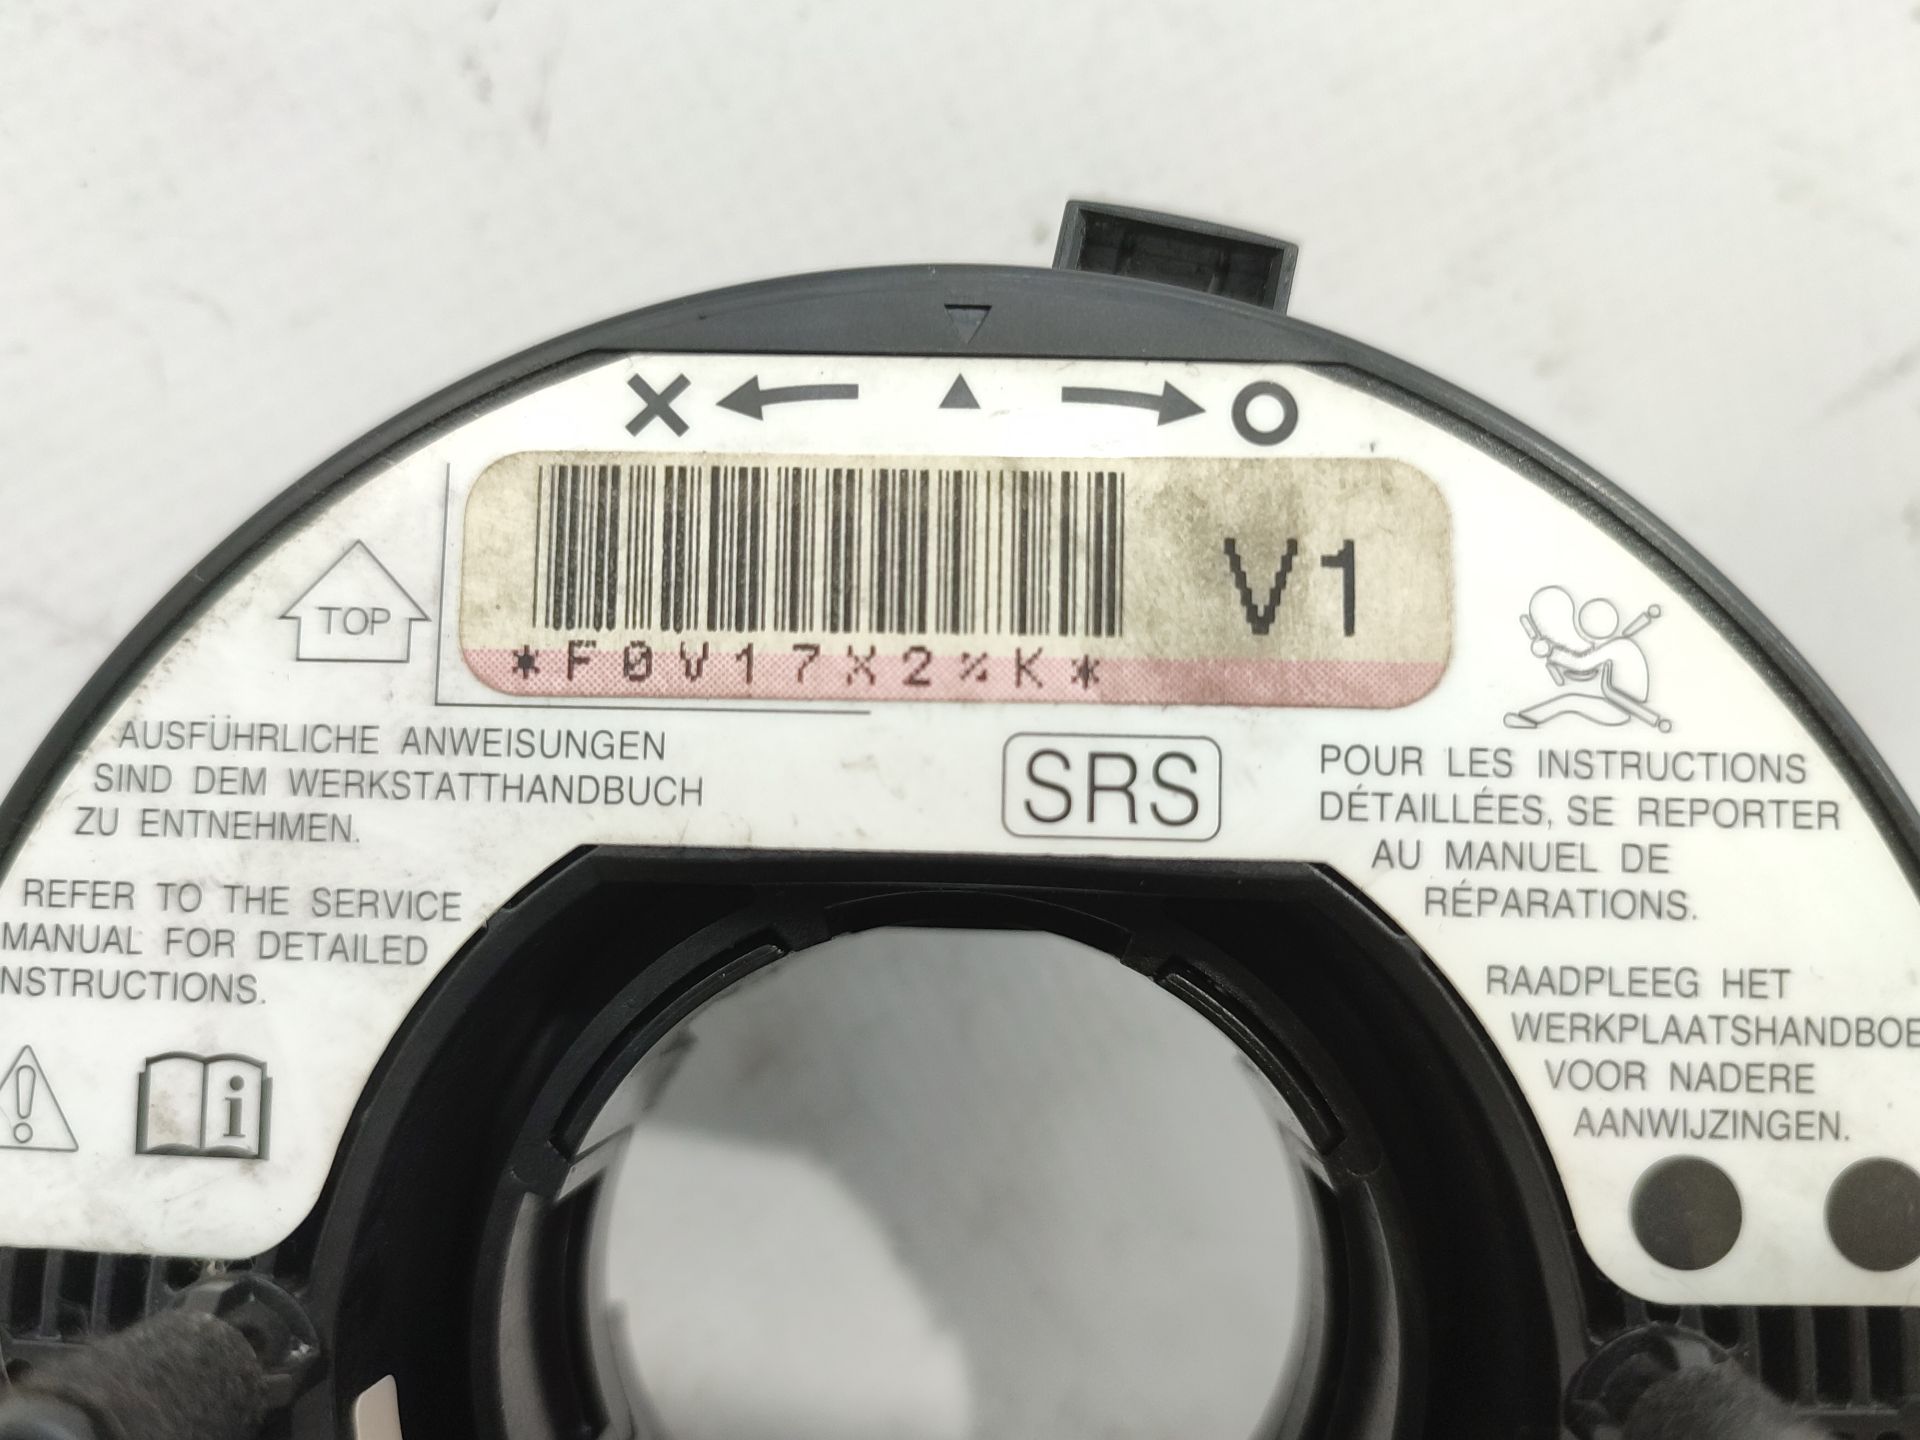 V1
*F0V17X2%K*
TOP
AUSFÜHRLICHE ANWEISUNGEN
SIND DEM WERKSTATTHANDBUCH
ZU ENTNEHMEN.
REFER TO THE SERVICE
MANUAL FOR DETAILED
INSTRUCTIONS.
SRS
POUR LES INSTRUCTIONS
DÉTAILLÉES, SE REPORTER
AU MANUEL DE
RÉPARATIONS.
RAADPLEEG HET
WERKPLAATSHANDBOE
VOOR NADERE
AANWIJZINGEN.